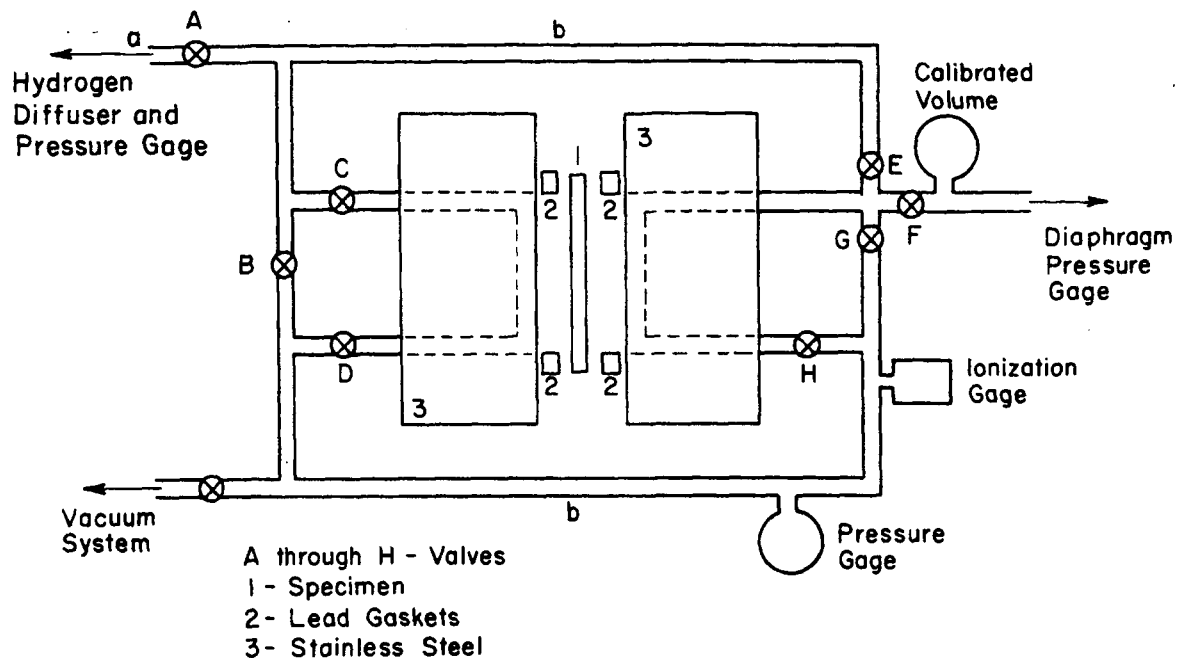 A
a
b
Hydrogen
Diffuser and
Pressure Gage
Calibrated
Volume
3
1
C
2
2
E
F
G
B
Diaphragm
Pressure
Gage
D
2
2
H
3
Ionization
Gage
Vacuum
System
b
Pressure
Gage
A through H - Valves
1 - Specimen
2 - Lead Gaskets
3 - Stainless Steel